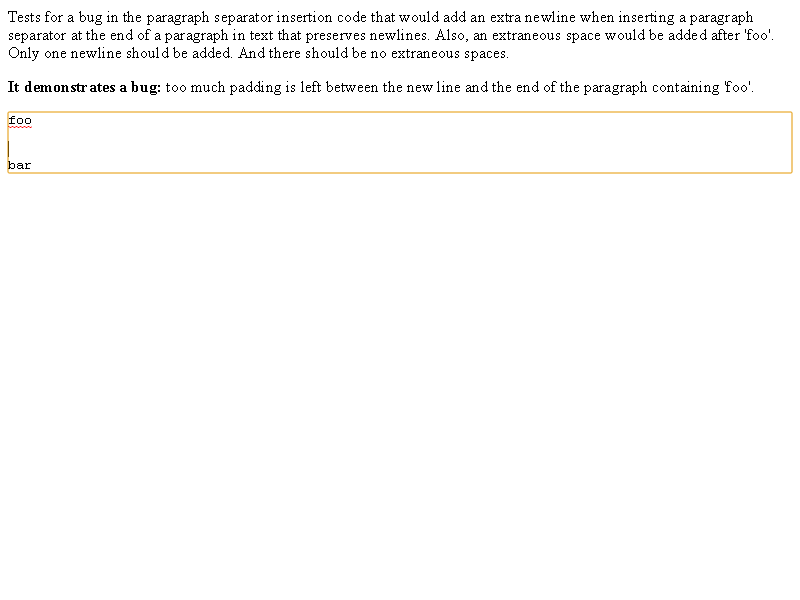 Tests for a bug in the paragraph separator insertion code that would add an extra newline when inserting a paragraph
separator at the end of a paragraph in text that preserves newlines. Also, an extraneous space would be added after 'foo'.
Only one newline should be added. And there should be no extraneous spaces.
It demonstrates a bug: too much padding is left between the new line and the end of the paragraph containing 'foo'.
foo
bar